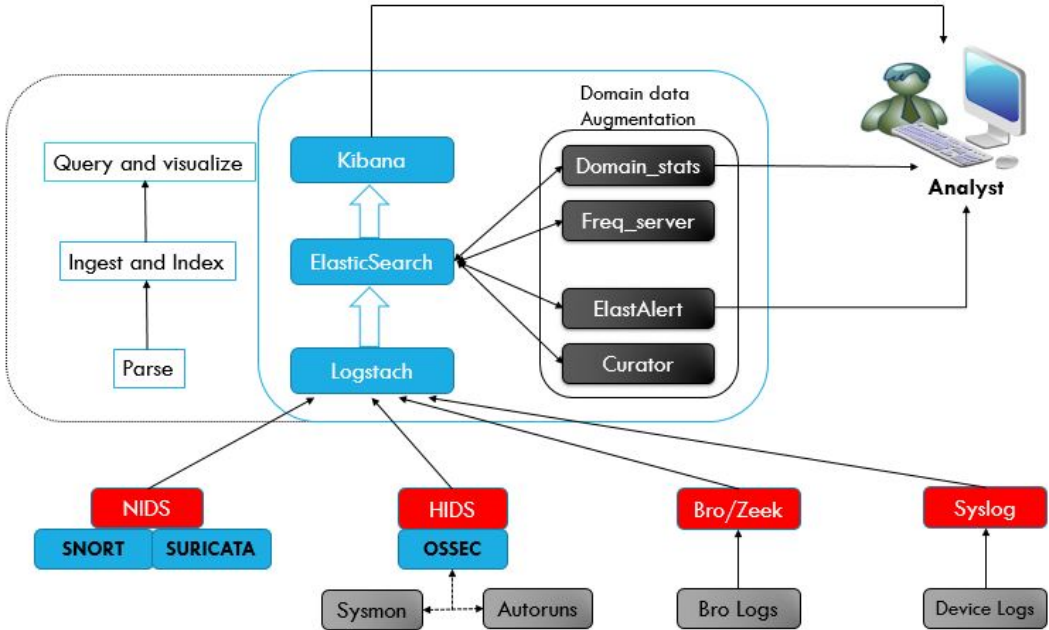 Domain data
Augmentation
Query and visualize
Kibana
Domain_stats
Analyst
Freq_server
Ingest and Index
ElasticSearch
ElastAlert
Parse
Logstach
Curator
NIDS
HIDS
Bro/Zeek
Syslog
SNORT
SURICATA
OSSEC
Sysmon
Autoruns
Bro Logs
Device Logs